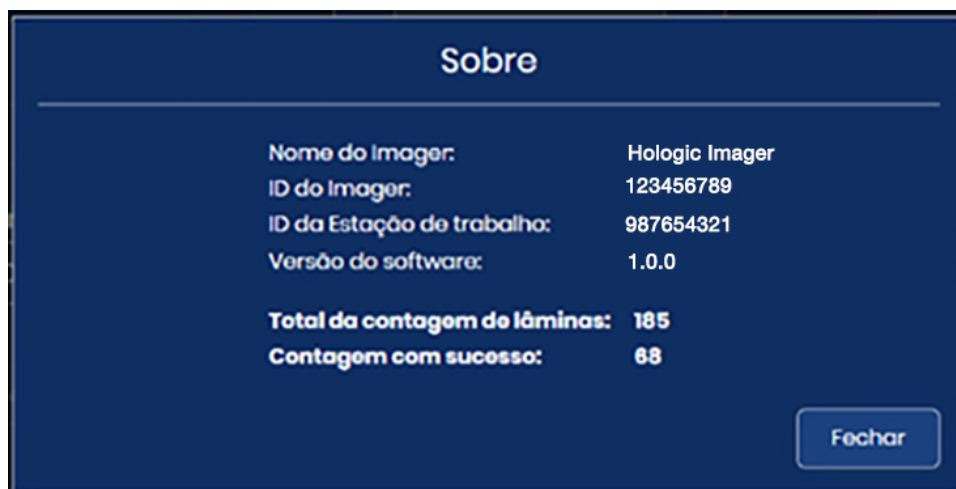 Sobre
Nome do Imager: Hologic Imager
ID do Imager: 123456789
ID da Estação de trabalho: 987654321
Versão do software: 1.0.0
Total da contagem de lâminas: 185
Contagem com sucesso: 68
Fechar